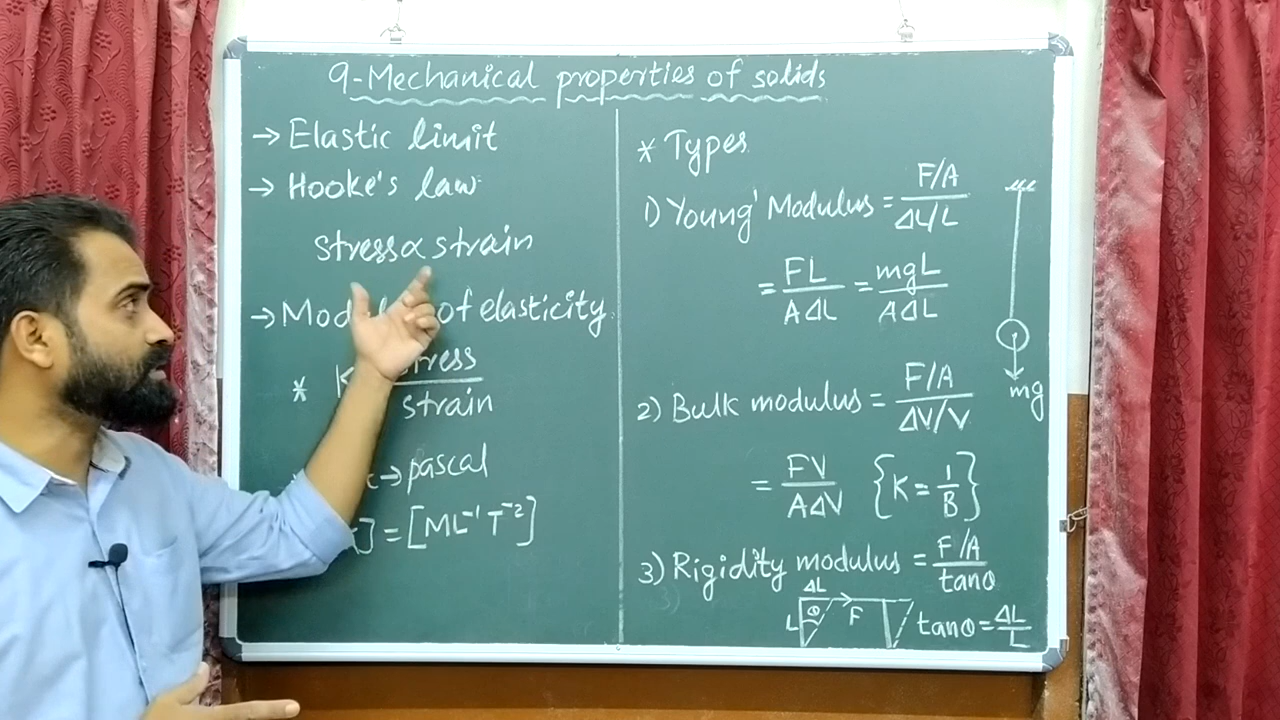 9-Mechanical properties of solids
→ Elastic limit
→ Hooke's law
stress ∝ strain
→ of elasticity
* stress/strain
→ pascal
] = [ML⁻¹T⁻²]
* Types
1) Young' Modulus = (F/A)/(ΔL/L)
= FL/AΔL = mgL/AΔL
mg
2) Bulk modulus = (F/A)/(ΔV/V)
= FV/AΔV {K = 1/B}
3) Rigidity modulus = (F/A)/tanθ
ΔL
L θ F tanθ = ΔL/L